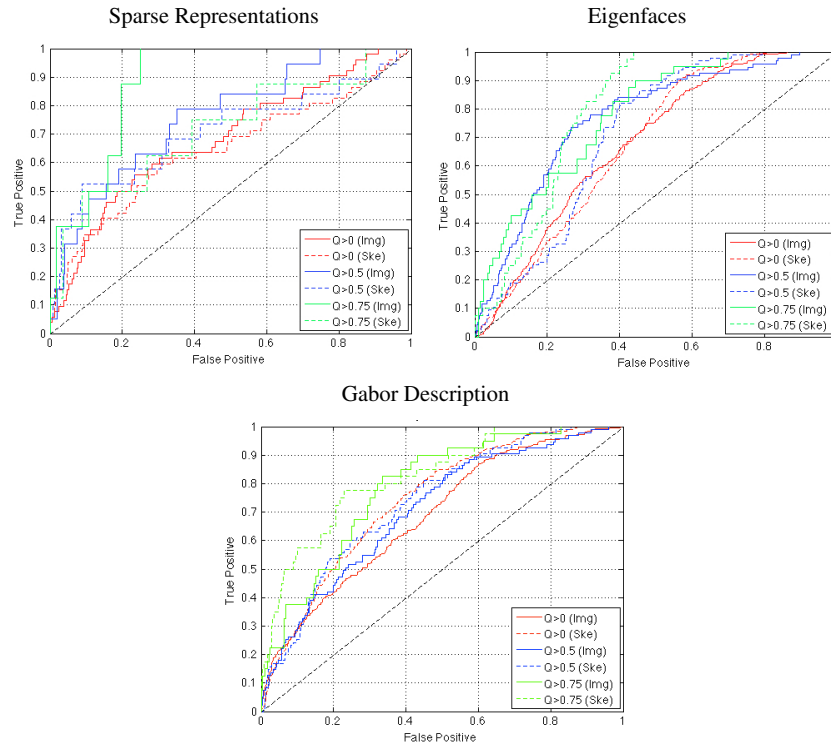 Sparse Representations
1
0.9
0.8
0.7
0.6
0.5
0.4
0.3
0.2
0.1
0
0
0.2
0.4
0.6
0.8
1
True Positive
False Positive
Q>0 (Img)
Q>0 (Ske)
Q>0.5 (Img)
Q>0.5 (Ske)
Q>0.75 (Img)
Q>0.75 (Ske)
Eigenfaces
1
0.9
0.8
0.7
0.6
0.5
0.4
0.3
0.2
0.1
0
0
0.2
0.4
0.6
0.8
True Positive
False Positive
Q>0 (Img)
Q>0 (Ske)
Q>0.5 (Img)
Q>0.5 (Ske)
Q>0.75 (Img)
Q>0.75 (Ske)
Gabor Description
1
0.9
0.8
0.7
0.6
0.5
0.4
0.3
0.2
0.1
0
0
0.2
0.4
0.6
0.8
1
True Positive
False Positive
Q>0 (Img)
Q>0 (Ske)
Q>0.5 (Img)
Q>0.5 (Ske)
Q>0.75 (Img)
Q>0.75 (Ske)